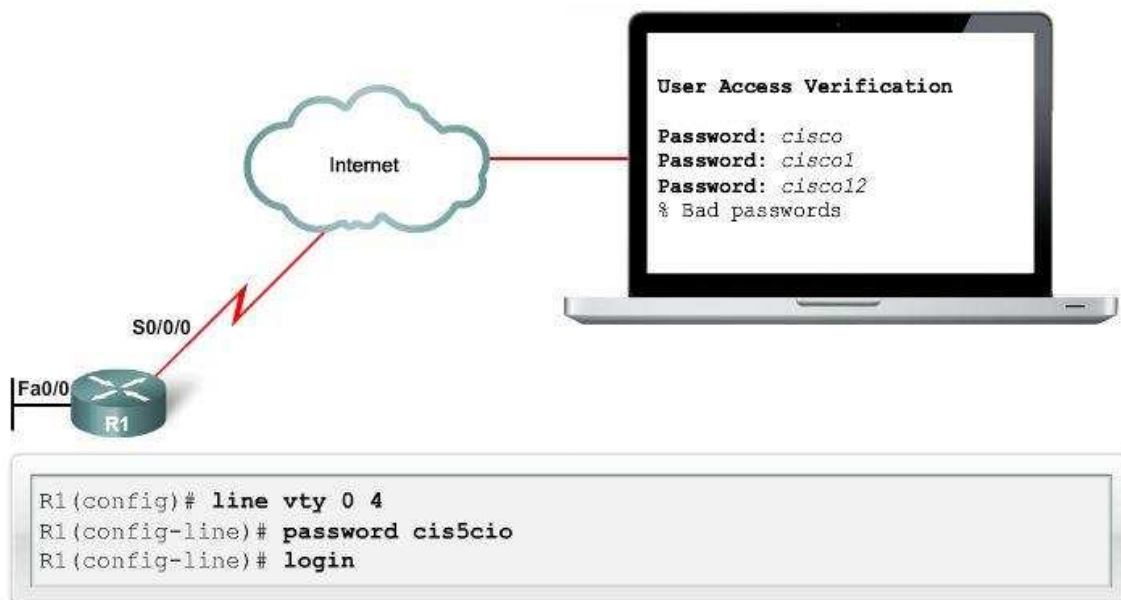 User Access Verification
Password: cisco
Password: cisco1
Password: cisco12
% Bad passwords
Internet
S0/0/0
Fa0/0
R1
R1(config)# line vty 0 4
R1(config-line)# password cis5cio
R1(config-line)# login